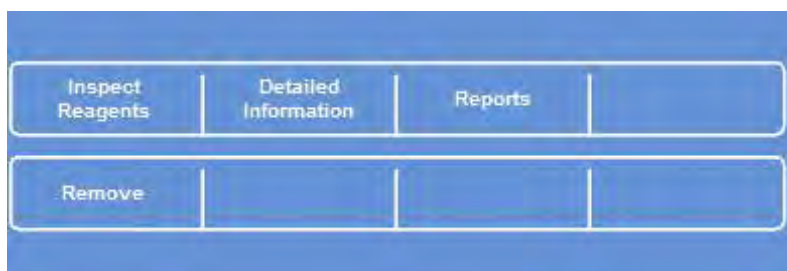 Inspect
Reagents
Detailed
Information
Reports
Remove